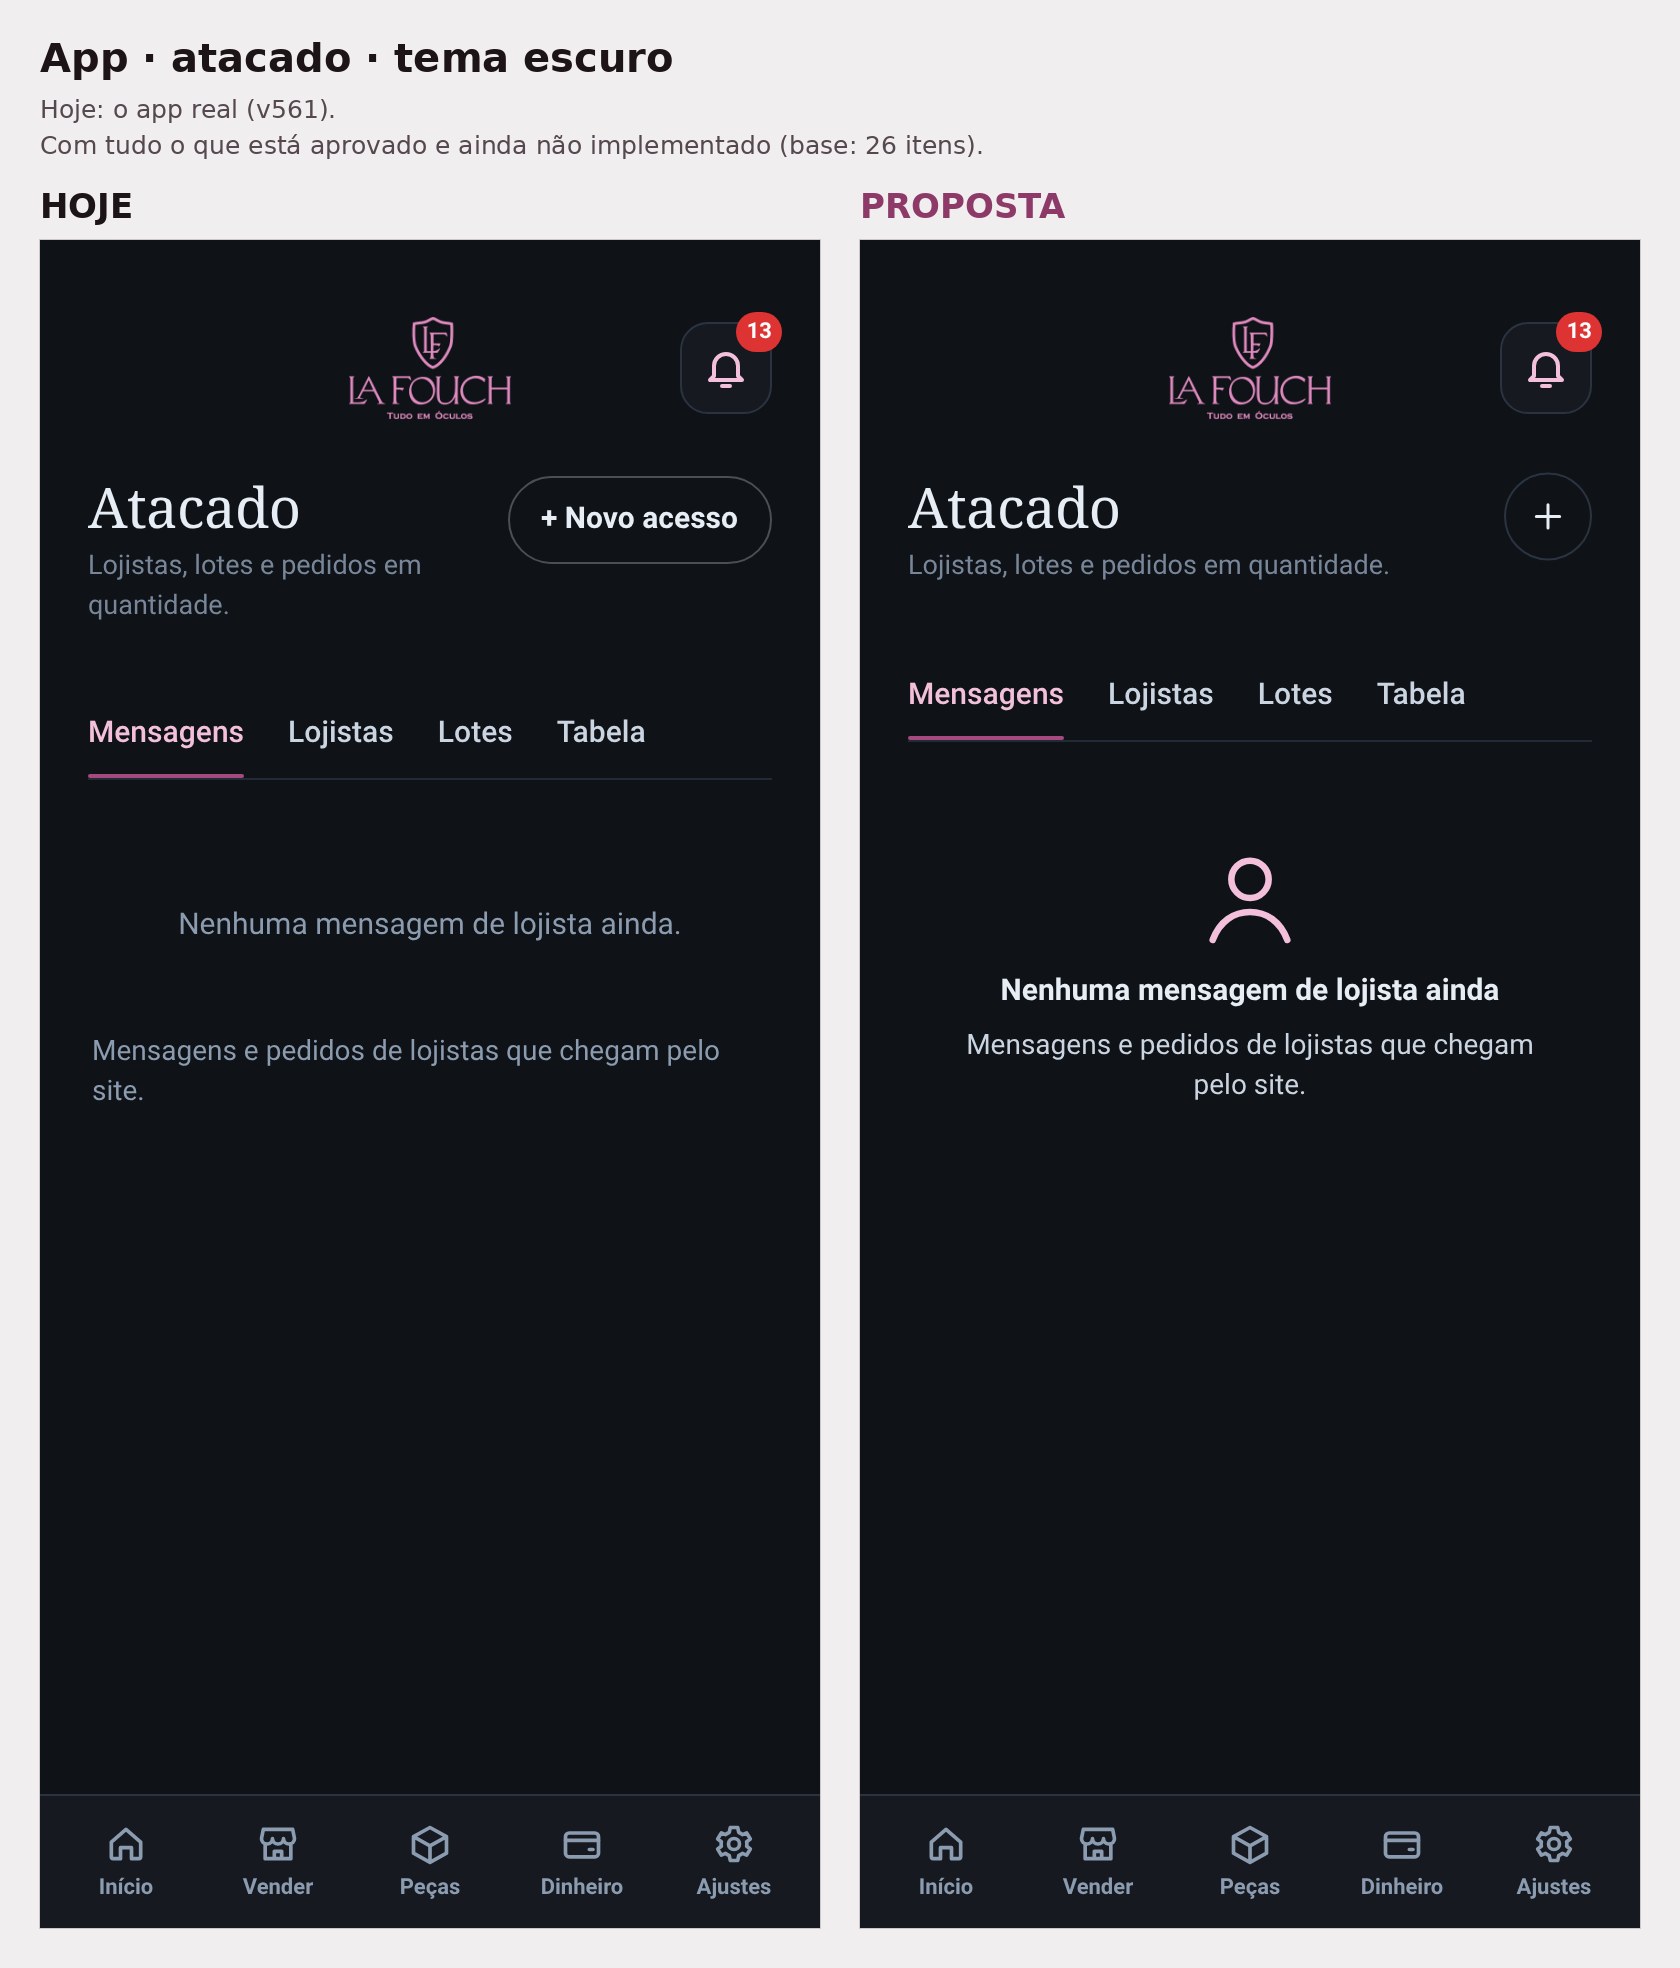 App · atacado · tema escuro
Hoje: o app real (v561).
Com tudo o que está aprovado e ainda não implementado (base: 26 itens).
HOJE
LF
LA FOUCH
TUDO EM ÓCULOS
13
Atacado
+ Novo acesso
Lojistas, lotes e pedidos em
quantidade.
Mensagens Lojistas Lotes Tabela
Nenhuma mensagem de lojista ainda.
Mensagens e pedidos de lojistas que chegam pelo
site.
Início Vender Peças Dinheiro Ajustes
PROPOSTA
LF
LA FOUCH
TUDO EM ÓCULOS
13
Atacado
+
Lojistas, lotes e pedidos em quantidade.
Mensagens Lojistas Lotes Tabela
Nenhuma mensagem de lojista ainda
Mensagens e pedidos de lojistas que chegam
pelo site.
Início Vender Peças Dinheiro Ajustes